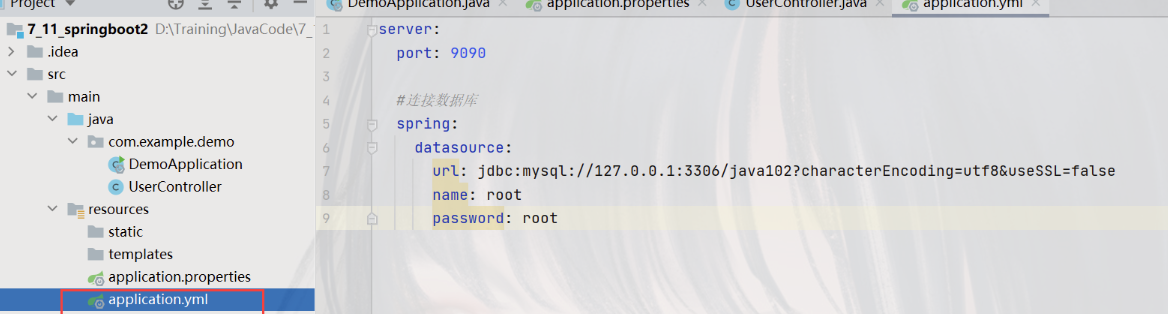 Project
7_11_springboot2 D:\Training\JavaCode\7_
.idea
src
main
java
com.example.demo
DemoApplication
UserController
resources
static
templates
application.properties
application.yml
DemoApplication.java application.properties UserController.java application.yml
1 server:
2 port: 9090
3
4 #连接数据库
5 spring:
6 datasource:
7 url: jdbc:mysql://127.0.0.1:3306/java102?characterEncoding=utf8&useSSL=false
8 name: root
9 password: root